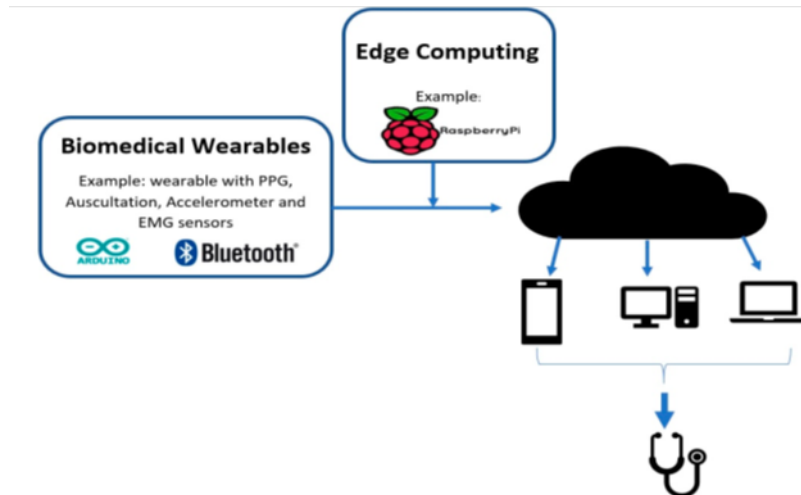 Edge Computing
Example:
RaspberryPi
Biomedical Wearables
Example: wearable with PPG,
Auscultation, Accelerometer and
EMG sensors
ARDUINO
Bluetooth®